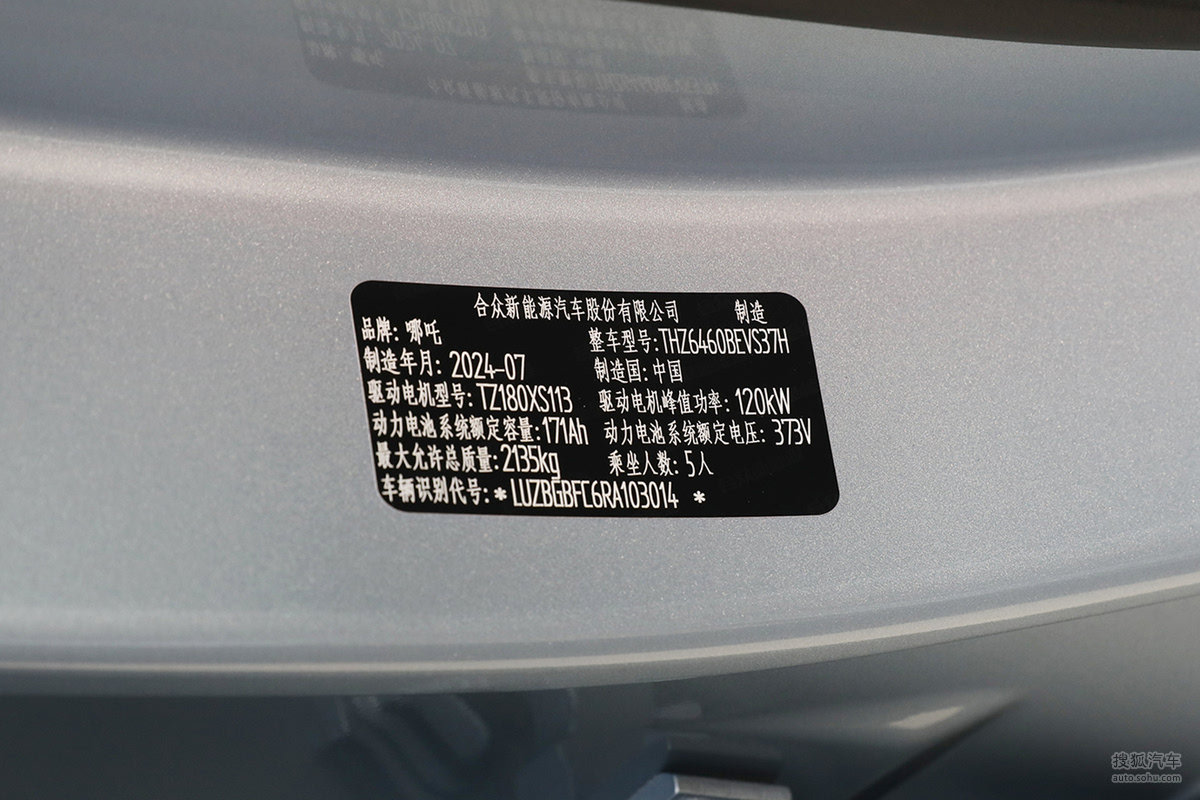 合众新能源汽车股份有限公司 制造
品牌: 哪吒 整车型号:THZ6460BEVS37H
制造年月: 2024-07 制造国: 中国
驱动电机型号: TZ180XS113 驱动电机峰值功率: 120kW
动力电池系统额定容量:171Ah 动力电池系统额定电压: 373V
最大允许总质量: 2135kg 乘坐人数: 5人
车辆识别代号: * LUZBGBFC6RA103014 *
搜狐汽车
auto.sohu.com